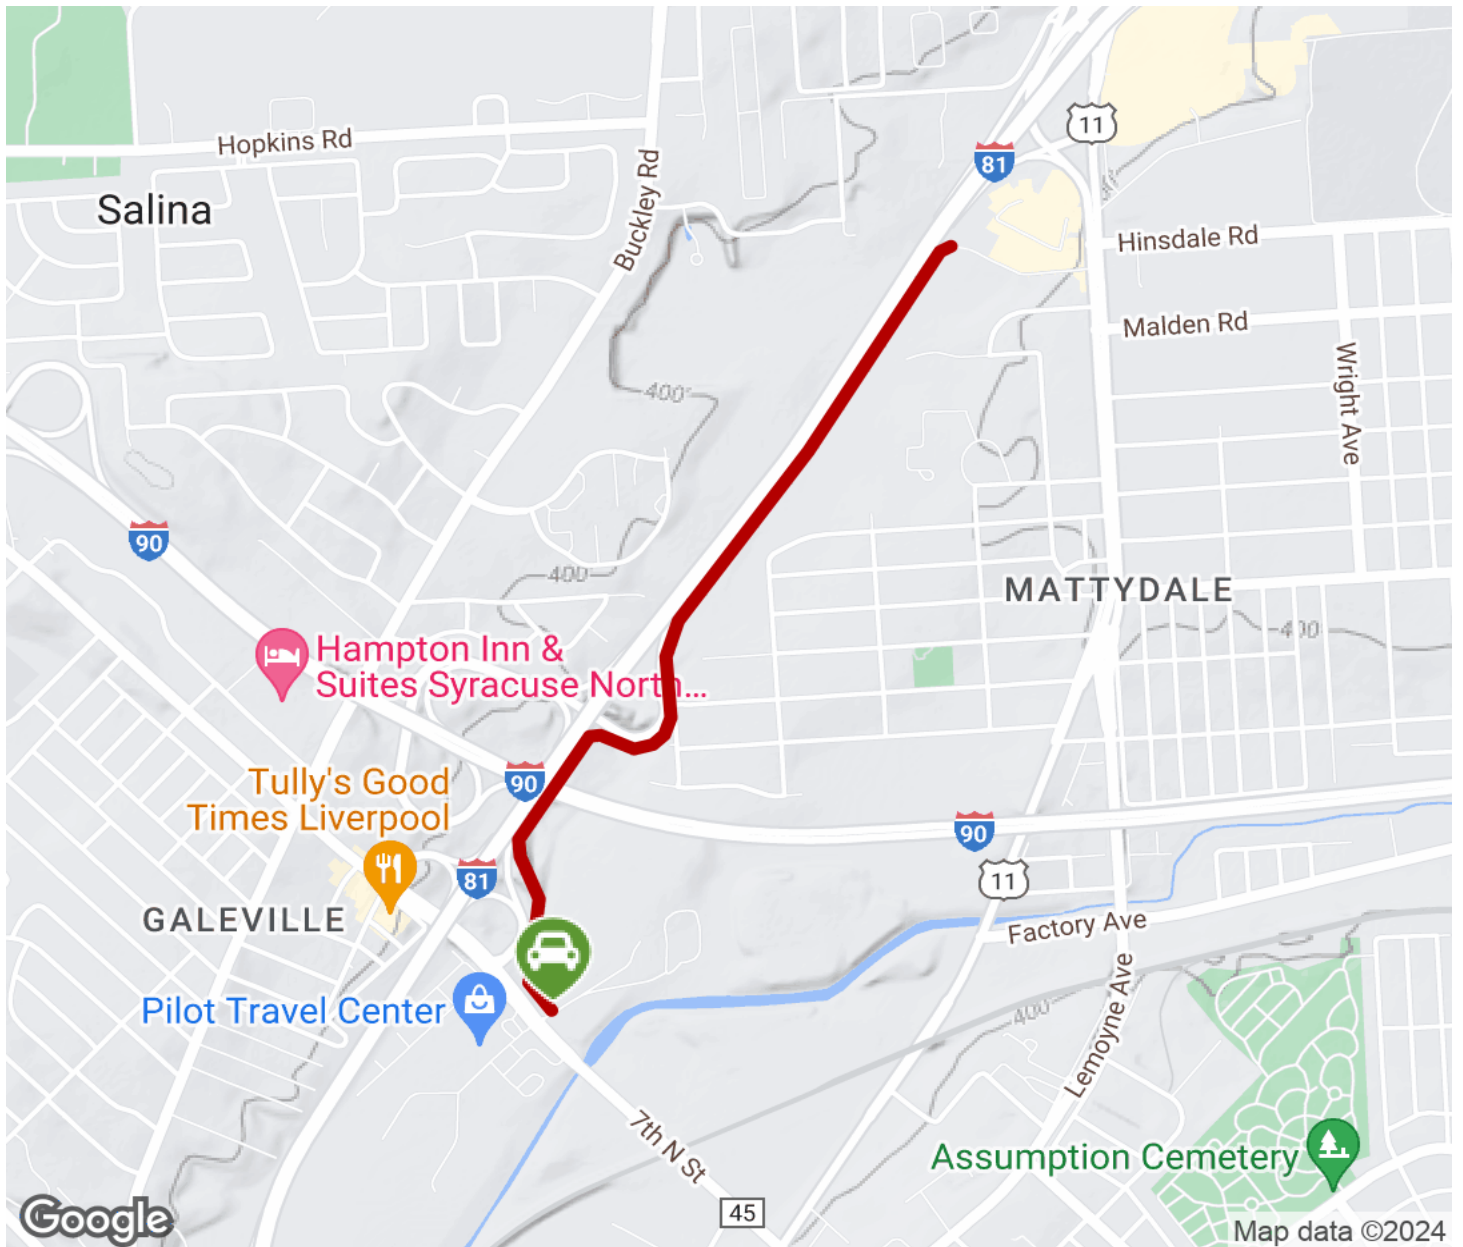 11
Hopkins Rd
81
Buckley Rd
Salina
Hinsdale Rd
Malden Rd
Wright Ave
400'
90
400
MATTYDALE
400
Hampton Inn &
Suites Syracuse North...
Tully's Good
Times Liverpool
90
90
81
11
GALEVILLE
Factory Ave
Pilot Travel Center
400
Lemoyne Ave
7th N St
Assumption Cemetery
45
Google
Map data ©2024